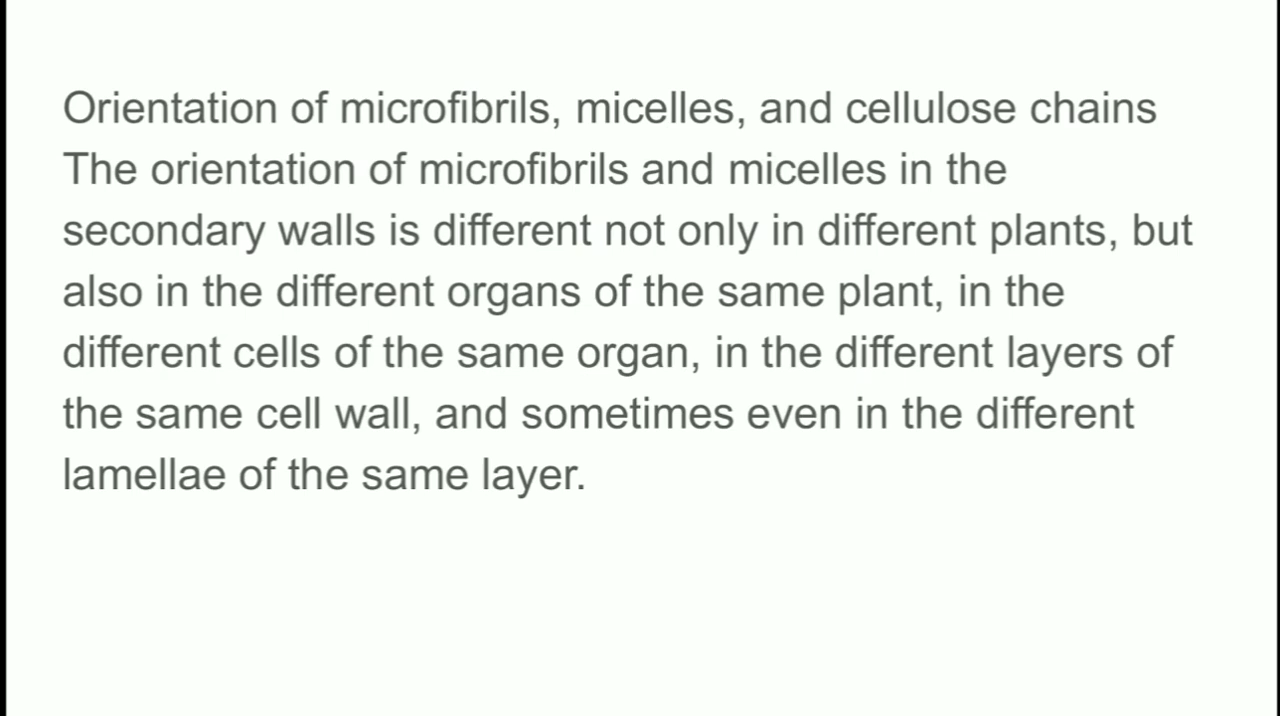 Orientation of microfibrils, micelles, and cellulose chains
The orientation of microfibrils and micelles in the
secondary walls is different not only in different plants, but
also in the different organs of the same plant, in the
different cells of the same organ, in the different layers of
the same cell wall, and sometimes even in the different
lamellae of the same layer.